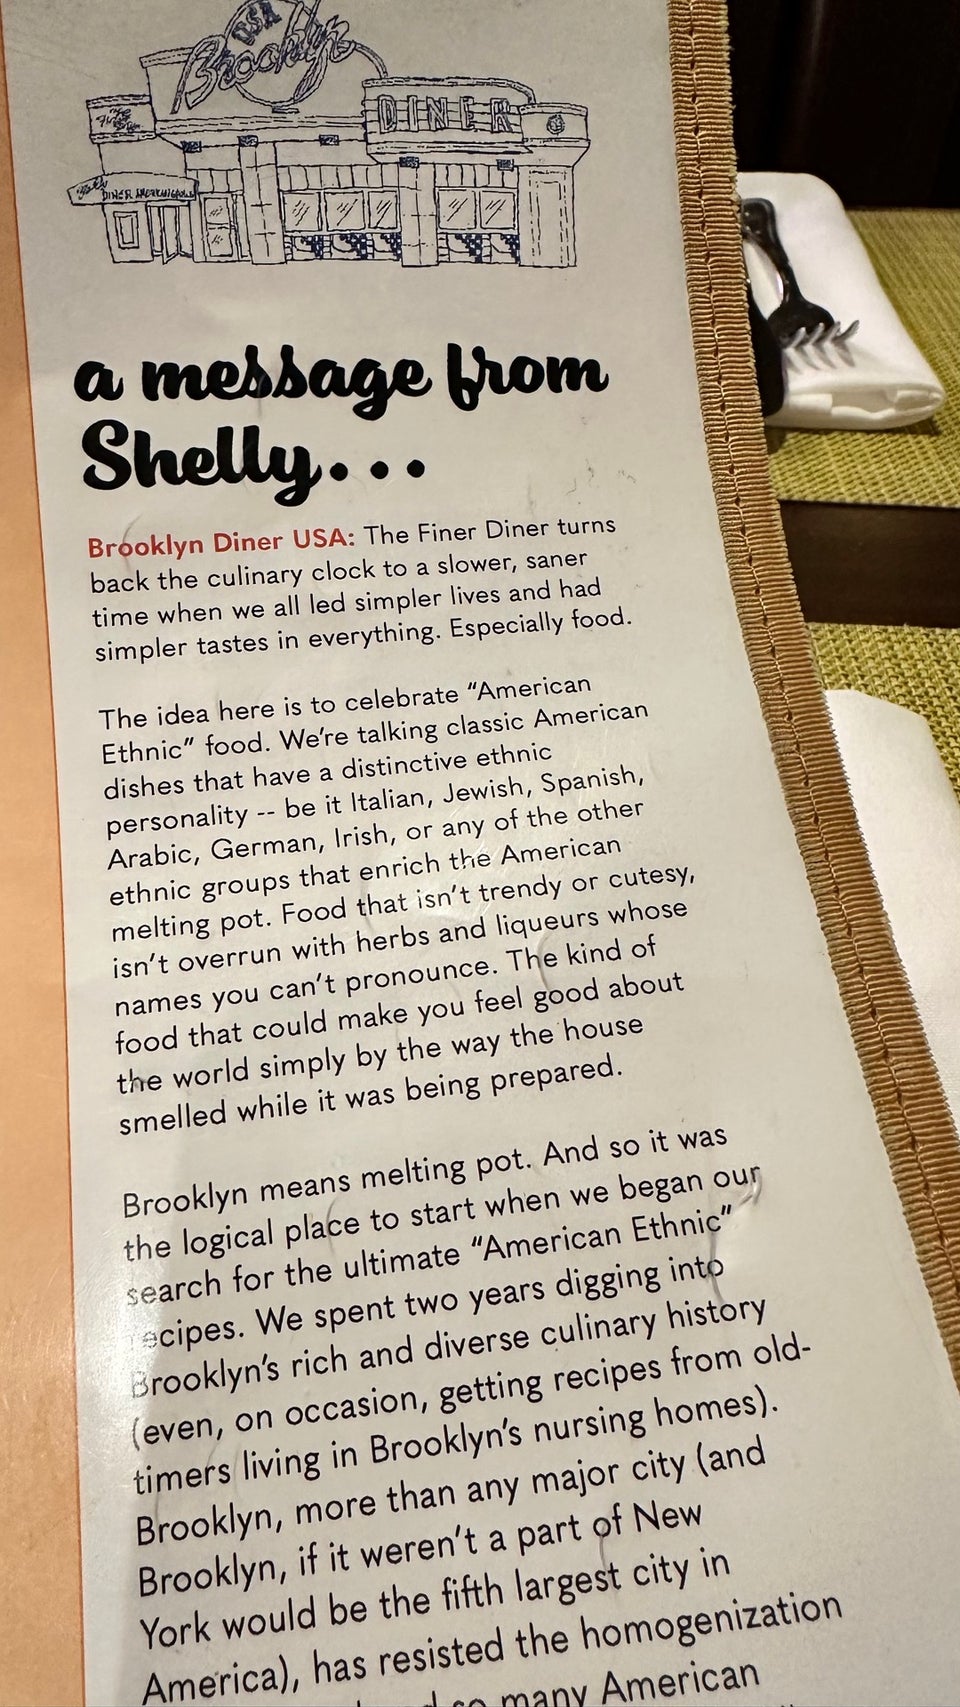 USA
Brooklyn
DINER
a message from
Shelly...
Brooklyn Diner USA: The Finer Diner turns
back the culinary clock to a slower, saner
time when we all led simpler lives and had
simpler tastes in everything. Especially food.
The idea here is to celebrate “American
Ethnic” food. We’re talking classic American
dishes that have a distinctive ethnic
personality -- be it Italian, Jewish, Spanish,
Arabic, German, Irish, or any of the other
ethnic groups that enrich the American
melting pot. Food that isn’t trendy or cutesy,
isn’t overrun with herbs and liqueurs whose
names you can’t pronounce. The kind of
food that could make you feel good about
the world simply by the way the house
smelled while it was being prepared.
Brooklyn means melting pot. And so it was
the logical place to start when we began our
search for the ultimate “American Ethnic”
recipes. We spent two years digging into
Brooklyn’s rich and diverse culinary history
(even, on occasion, getting recipes from old-
timers living in Brooklyn’s nursing homes).
Brooklyn, more than any major city (and
Brooklyn, if it weren’t a part of New
York would be the fifth largest city in
America), has resisted the homogenization
so many American